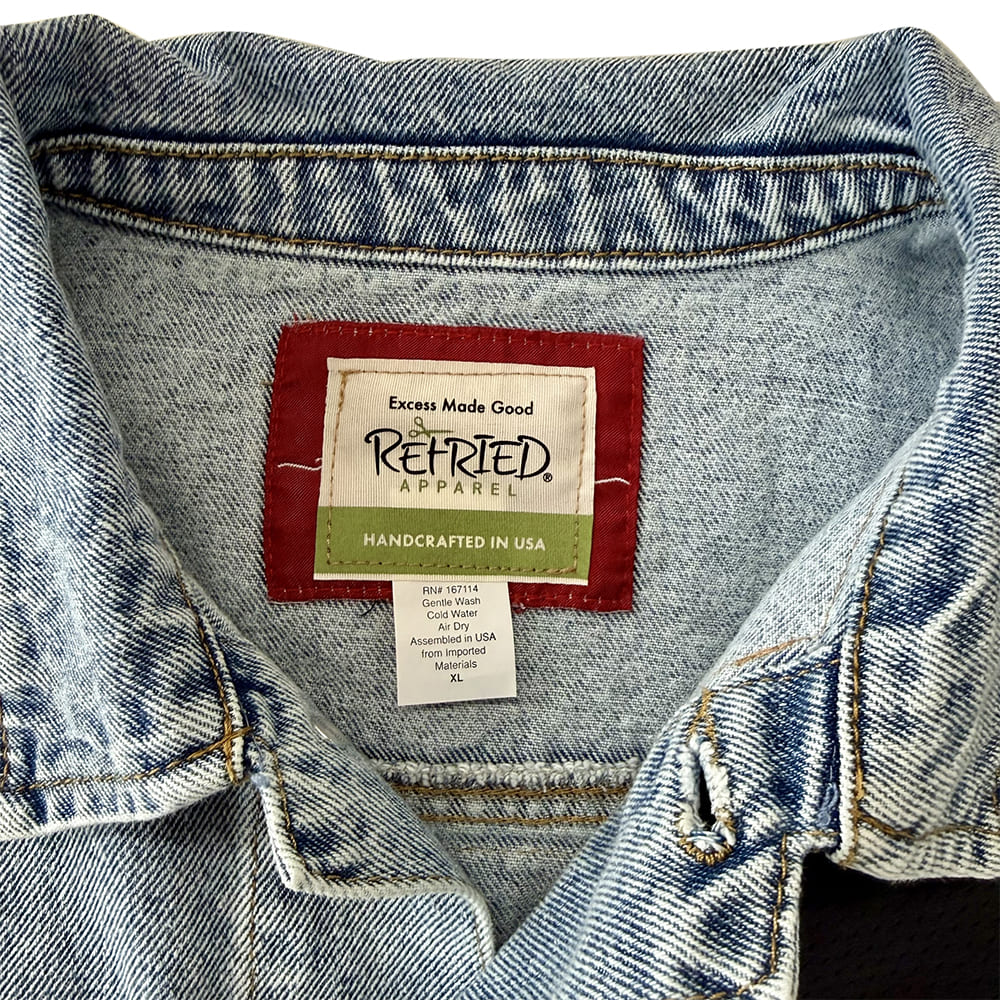 Excess Made Good
REFRIED®
APPAREL
HANDCRAFTED IN USA
RN# 167114
Gentle Wash
Cold Water
Air Dry
Assembled in USA
from Imported
Materials
XL